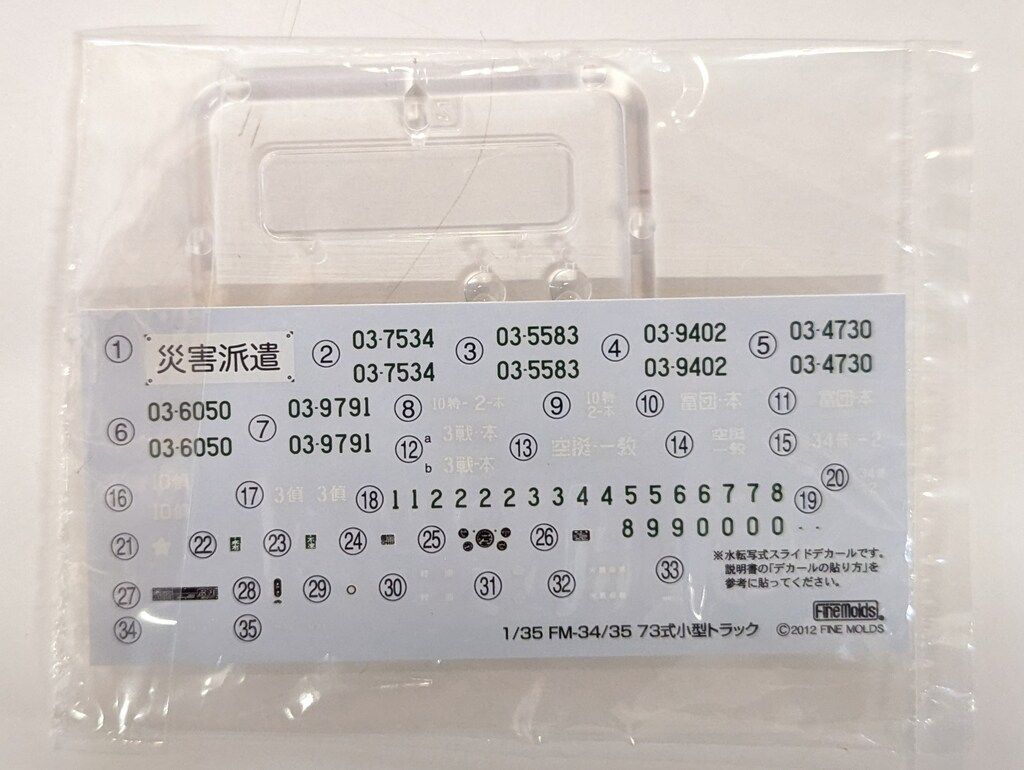 ① 災害派遣 ② 03-7534 ③ 03-5583 ④ 03-9402 ⑤ 03-4730
03-7534 03-5583 03-9402 03-4730
⑥ 03-6050 ⑦ 03-9791 ⑧ 10特-2-本 ⑨ 10特 2-本 ⑩ 富団-本 ⑪ 富団-本
03-6050 03-9791 ⑫ a 3戦-本 ⑬ 空挺-一教 ⑭ 空挺 一教 ⑮ 34普
b 3戦-本
⑯ ⑰ 3偵 3偵 ⑱ 1 1 2 2 2 2 3 3 4 4 5 5 6 6 7 7 8 ⑲ ⑳
8 9 9 0 0 0 0 - -
㉑ ㉒ ㉓ ㉔ ㉕ ㉖
※水転写式スライドデカールです。
説明書の「デカールの貼り方」を
参考に貼ってください。
㉗ ㉘ ㉙ ㉚ ㉛ ㉜ ㉝
FineMolds
㉞ ㉟ 1/35 FM-34/35 73式小型トラック ©2012 FINE MOLDS